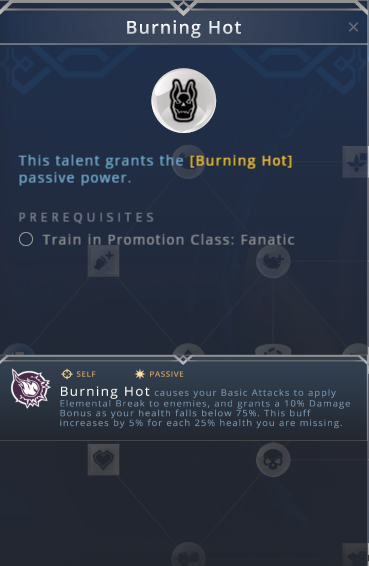 Burning Hot
This talent grants the [Burning Hot]
passive power.
PREREQUISITES
Train in Promotion Class: Fanatic
SELF PASSIVE
Burning Hot causes your Basic Attacks to apply
Elemental Break to enemies, and grants a 10% Damage
Bonus as your health falls below 75%. This buff
increases by 5% for each 25% health you are missing.